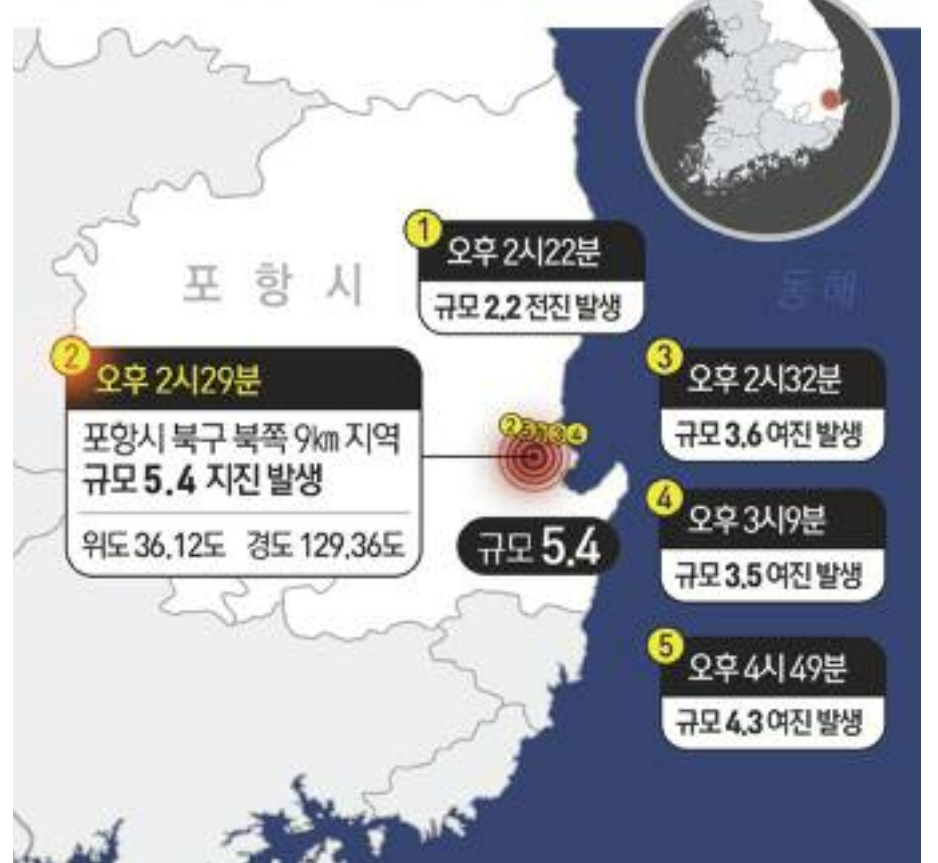 포항시
동해
1
오후 2시22분
규모 2.2 전진 발생
2
오후 2시29분
포항시 북구 북쪽 9㎞ 지역
규모 5.4 지진 발생
위도 36.12도 경도 129.36도
규모 5.4
3
오후 2시32분
규모 3.6 여진 발생
4
오후 3시9분
규모 3.5 여진 발생
5
오후 4시 49분
규모 4.3 여진 발생